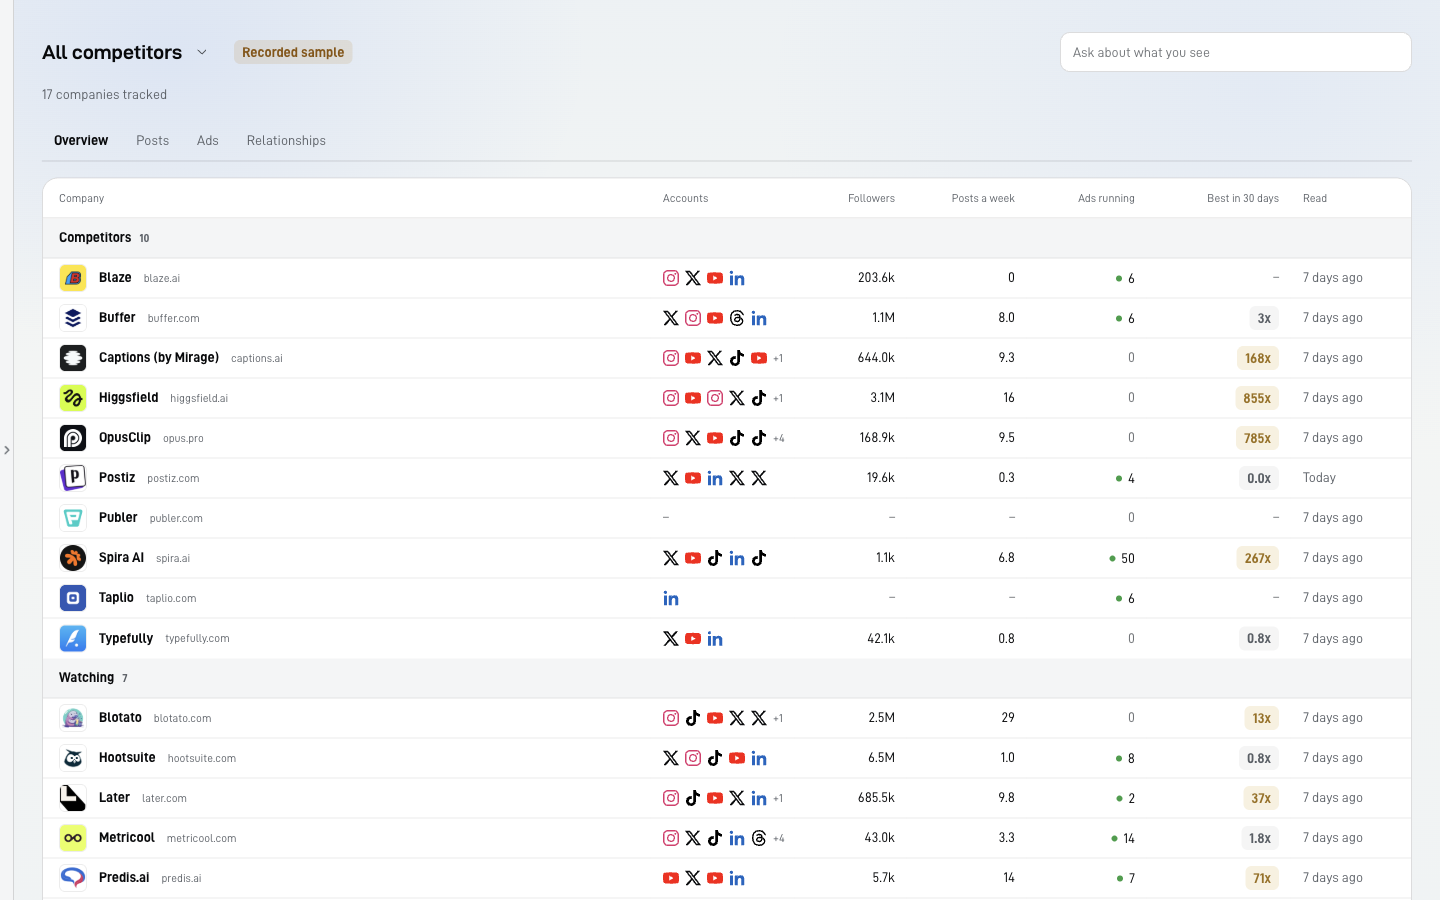 All competitors
Recorded sample
Ask about what you see
17 companies tracked
Overview Posts Ads Relationships
Company Accounts Followers Posts a week Ads running Best in 30 days Read
Competitors 10
Blaze blaze.ai 203.6k 0 6 – 7 days ago
Buffer buffer.com 1.1M 8.0 6 3x 7 days ago
Captions (by Mirage) captions.ai +1 644.0k 9.3 0 168x 7 days ago
Higgsfield higgsfield.ai +1 3.1M 16 0 855x 7 days ago
OpusClip opus.pro +4 168.9k 9.5 0 785x 7 days ago
Postiz postiz.com 19.6k 0.3 4 0.0x Today
Publer publer.com – – – 0 – 7 days ago
Spira AI spira.ai 1.1k 6.8 50 267x 7 days ago
Taplio taplio.com – – 6 – 7 days ago
Typefully typefully.com 42.1k 0.8 0 0.8x 7 days ago
Watching 7
Blotato blotato.com +1 2.5M 29 0 13x 7 days ago
Hootsuite hootsuite.com 6.5M 1.0 8 0.8x 7 days ago
Later later.com +1 685.5k 9.8 2 37x 7 days ago
Metricool metricool.com +4 43.0k 3.3 14 1.8x 7 days ago
Predis.ai predis.ai 5.7k 14 7 71x 7 days ago